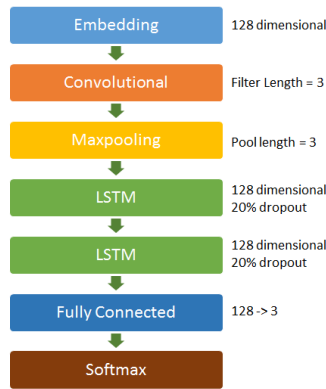 Embedding
128 dimensional
Convolutional
Filter Length = 3
Maxpooling
Pool length = 3
LSTM
128 dimensional
20% dropout
LSTM
128 dimensional
20% dropout
Fully Connected
128 -> 3
Softmax